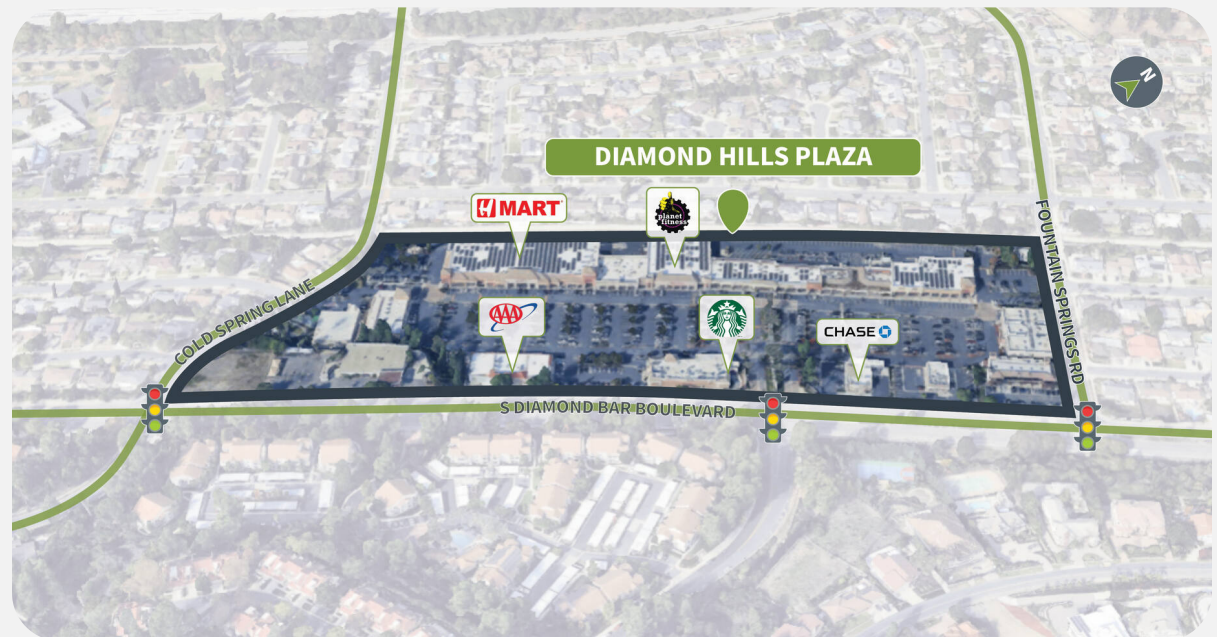 N
DIAMOND HILLS PLAZA
H MART
planet fitness
FOUNTAIN SPRINGS RD
COLD SPRING LANE
AAA
CHASE
S DIAMOND BAR BOULEVARD